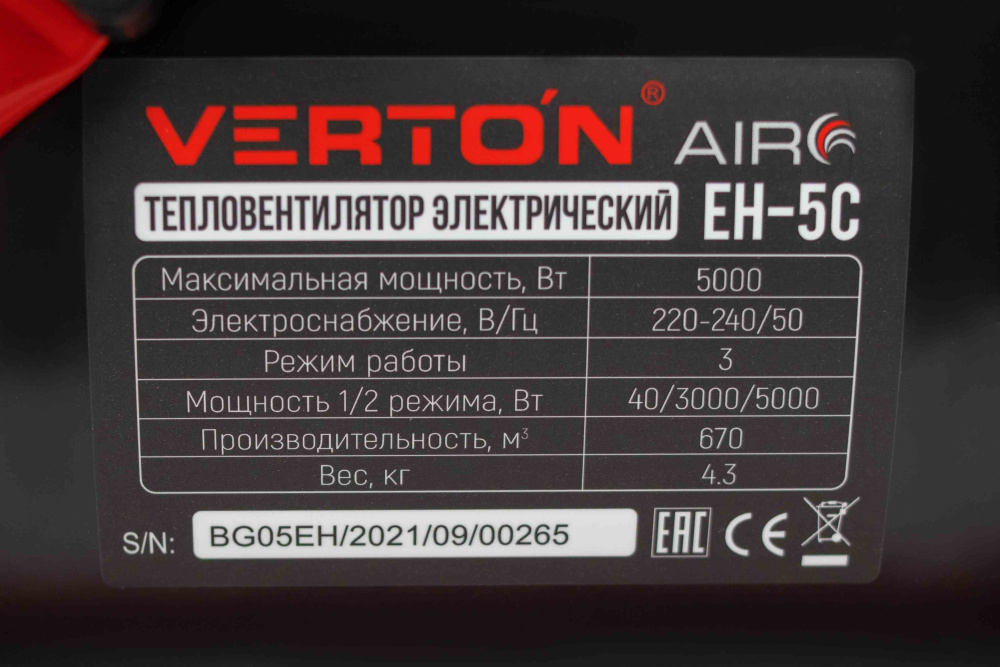 VERTON® AIR
ТЕПЛОВЕНТИЛЯТОР ЭЛЕКТРИЧЕСКИЙ EH-5C
Максимальная мощность, Вт 5000
Электроснабжение, В/Гц 220-240/50
Режим работы 3
Мощность 1/2 режима, Вт 40/3000/5000
Производительность, м³ 670
Вес, кг 4.3
S/N: BG05EH/2021/09/00265 EAC CE